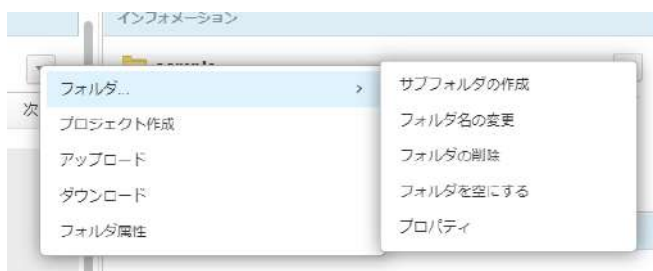 インフォメーション
フォルダ...
プロジェクト作成
アップロード
ダウンロード
フォルダ属性
サブフォルダの作成
フォルダ名の変更
フォルダの削除
フォルダを空にする
プロパティ
次